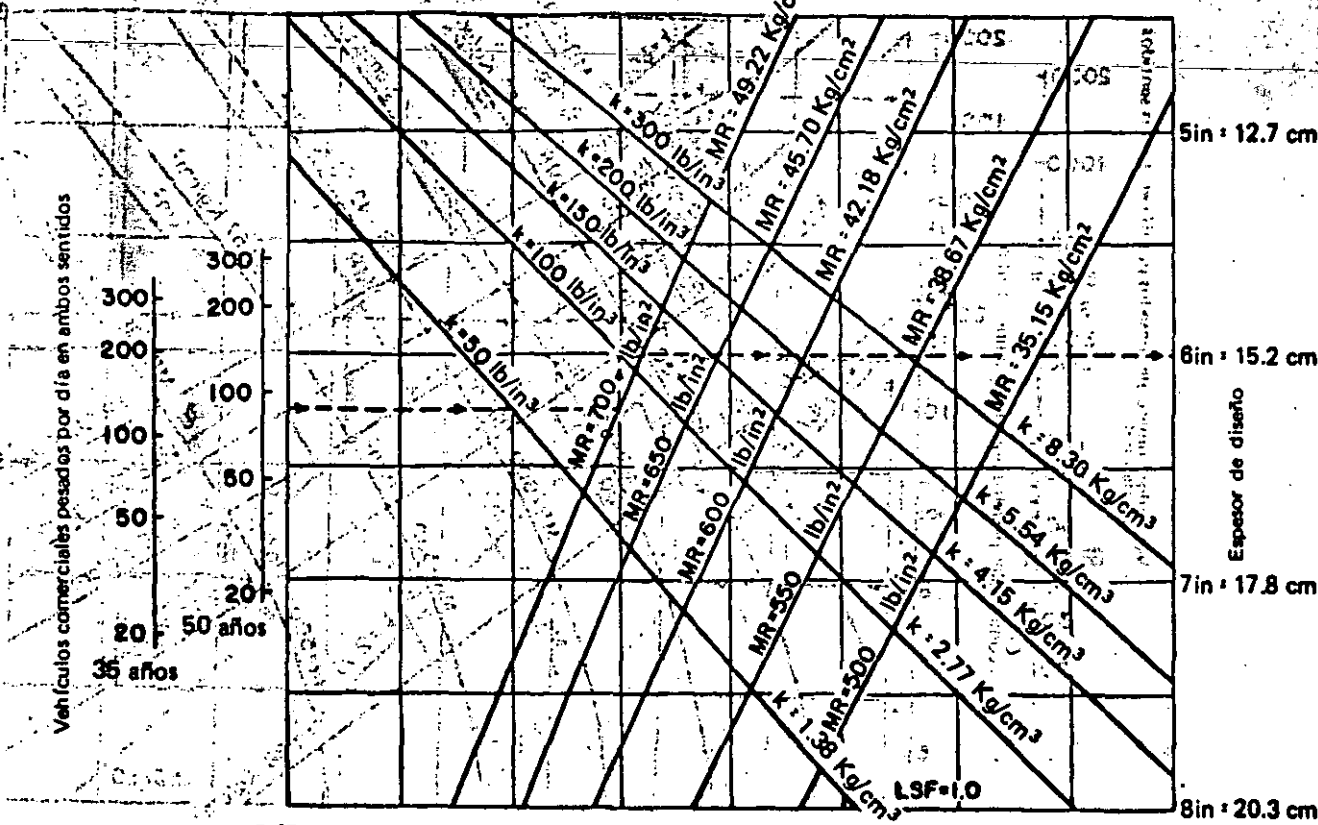 Vehículos comerciales pesados por día en ambos sentidos
300
200
100
50
20
35 años
300
200
100
50
20
50 años
k=300 lb/in³
k=200 lb/in³
k=150 lb/in³
k=100 lb/in³
k=50 lb/in³
MR=700 lb/in²
MR=650 lb/in²
MR=600 lb/in²
MR=550 lb/in²
MR=500 lb/in²
MR= 49.22 Kg/c
MR= 45.70 Kg/cm²
MR= 42.18 Kg/cm²
MR=38.67 Kg/cm²
MR= 35.15 Kg/cm²
k = 8.30 Kg/cm³
k=5.54 Kg/cm³
k = 4.15 Kg/cm³
k = 2.77 Kg/cm³
k = 1.38 Kg/cm³
LSF=1.0
5in = 12.7 cm
6in = 15.2 cm
7in = 17.8 cm
8in = 20.3 cm
Espesor de diseño